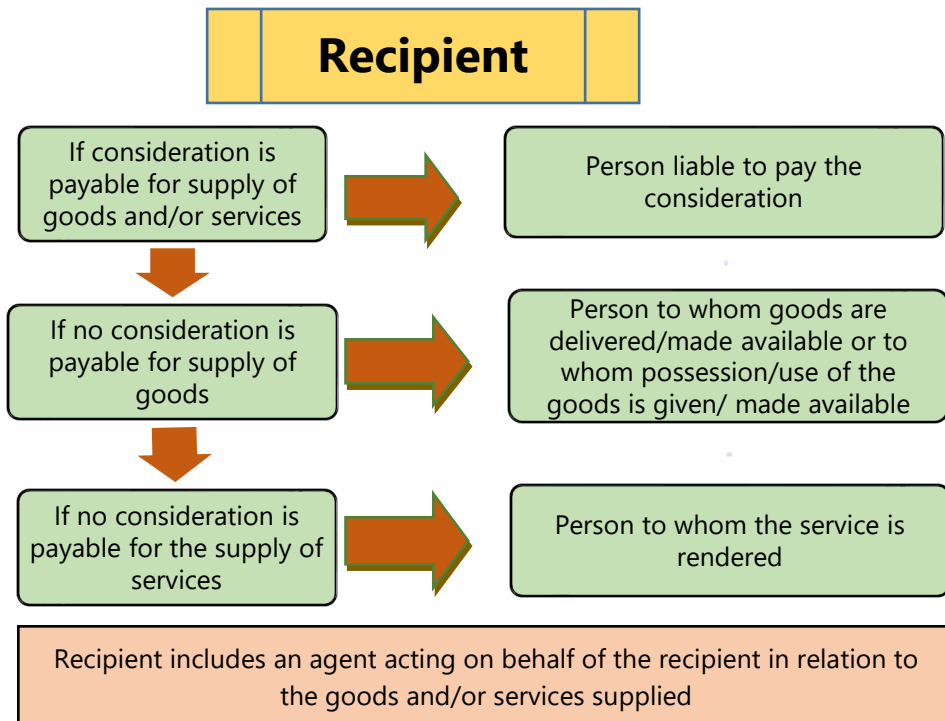 Recipient
If consideration is
payable for supply of
goods and/or services
Person liable to pay the
consideration
If no consideration is
payable for supply of
goods
Person to whom goods are
delivered/made available or to
whom possession/use of the
goods is given/ made available
If no consideration is
payable for the supply of
services
Person to whom the service is
rendered
Recipient includes an agent acting on behalf of the recipient in relation to
the goods and/or services supplied